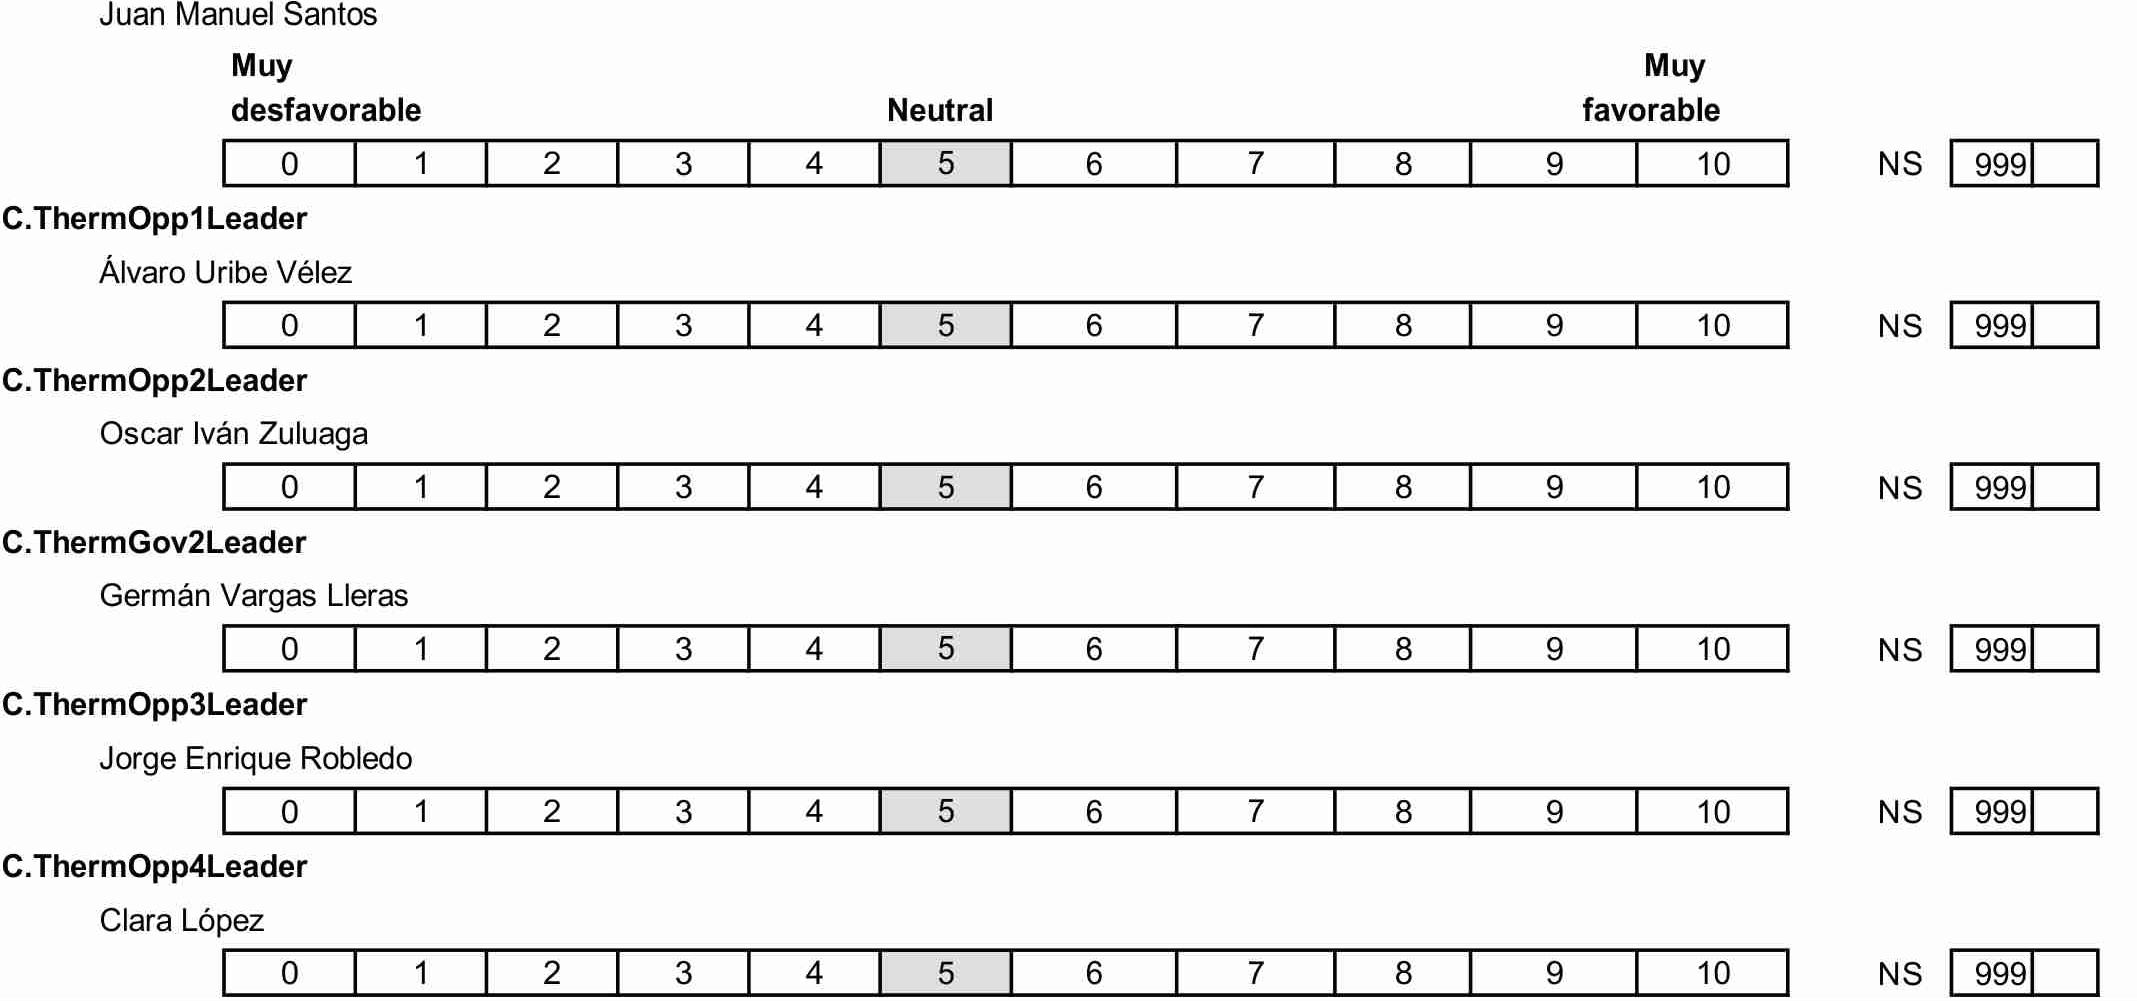 Juan Manuel Santos
Muy Muy
desfavorable Neutral favorable
0 1 2 3 4 5 6 7 8 9 10 NS 999
C.ThermOpp1Leader
Álvaro Uribe Vélez
0 1 2 3 4 5 6 7 8 9 10 NS 999
C.ThermOpp2Leader
Oscar Iván Zuluaga
0 1 2 3 4 5 6 7 8 9 10 NS 999
C.ThermGov2Leader
Germán Vargas Lleras
0 1 2 3 4 5 6 7 8 9 10 NS 999
C.ThermOpp3Leader
Jorge Enrique Robledo
0 1 2 3 4 5 6 7 8 9 10 NS 999
C.ThermOpp4Leader
Clara López
0 1 2 3 4 5 6 7 8 9 10 NS 999